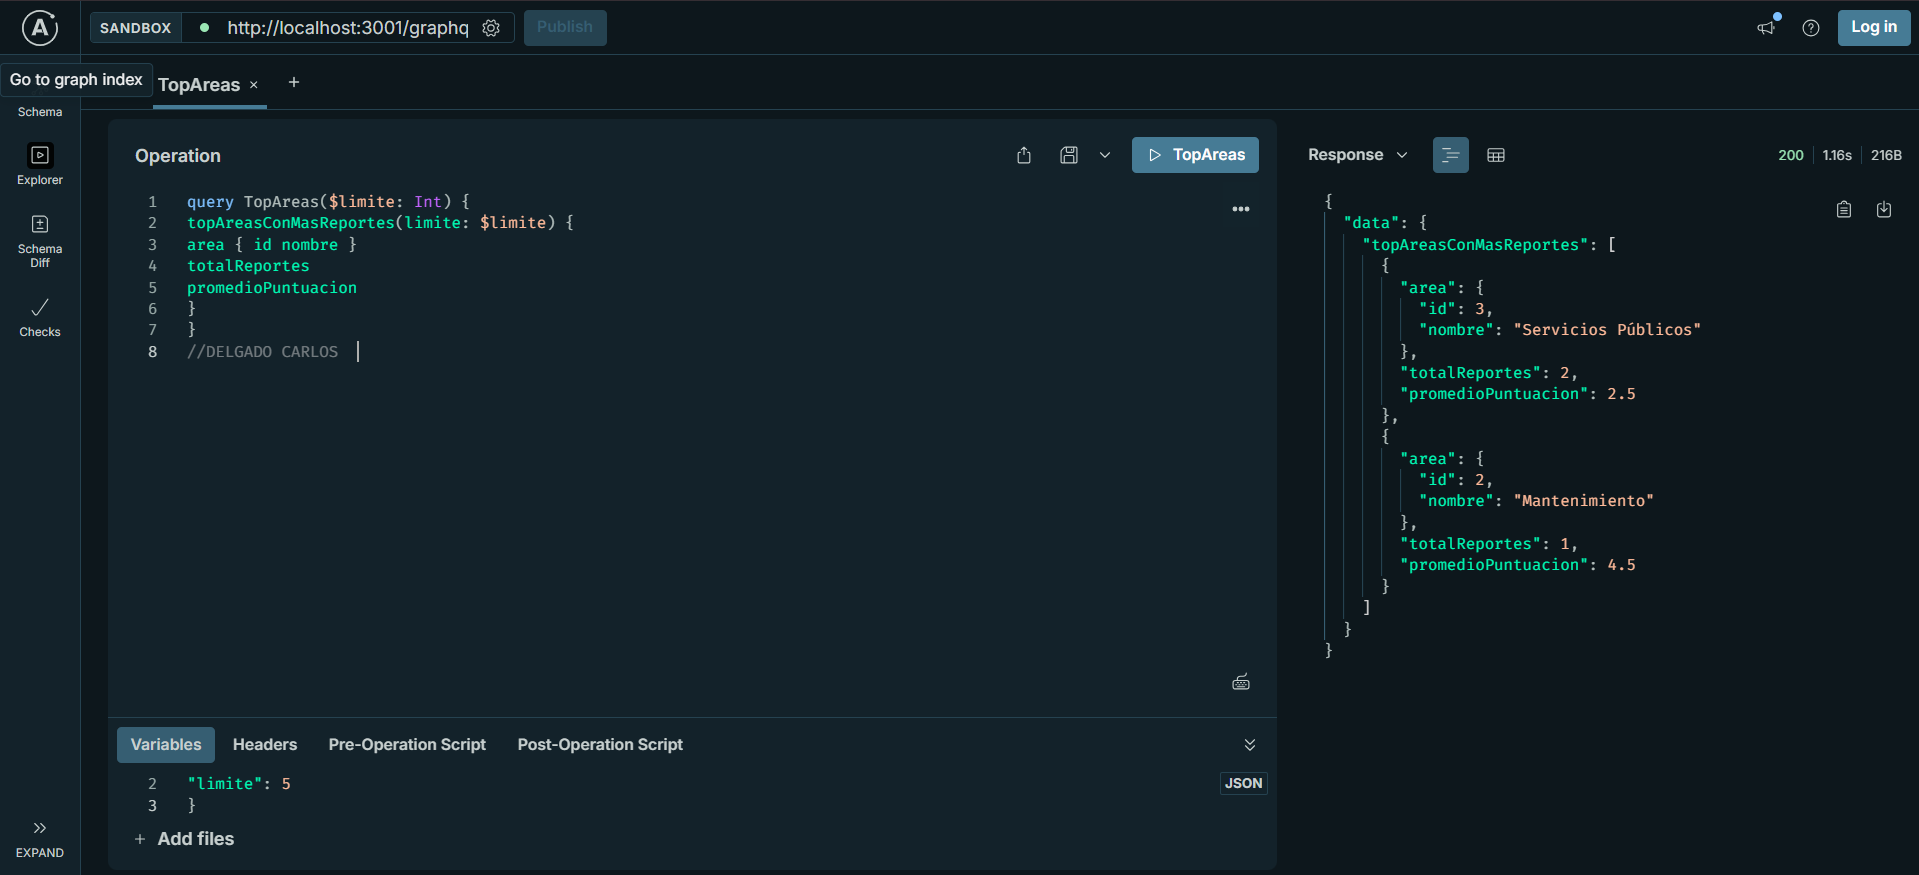 SANDBOX
http://localhost:3001/graphq
Publish
Log in
Go to graph index
TopAreas × +
Schema
Explorer
Schema
Diff
Checks
EXPAND
Operation
TopAreas
1 query TopAreas($limite: Int) {
2 topAreasConMasReportes(limite: $limite) {
3 area { id nombre }
4 totalReportes
5 promedioPuntuacion
6 }
7 }
8 //DELGADO CARLOS
Variables Headers Pre-Operation Script Post-Operation Script
2 "limite": 5
3 }
JSON
+ Add files
Response
200 1.16s 216B
{
"data": {
"topAreasConMasReportes": [
{
"area": {
"id": 3,
"nombre": "Servicios Públicos"
},
"totalReportes": 2,
"promedioPuntuacion": 2.5
},
{
"area": {
"id": 2,
"nombre": "Mantenimiento"
},
"totalReportes": 1,
"promedioPuntuacion": 4.5
}
]
}
}